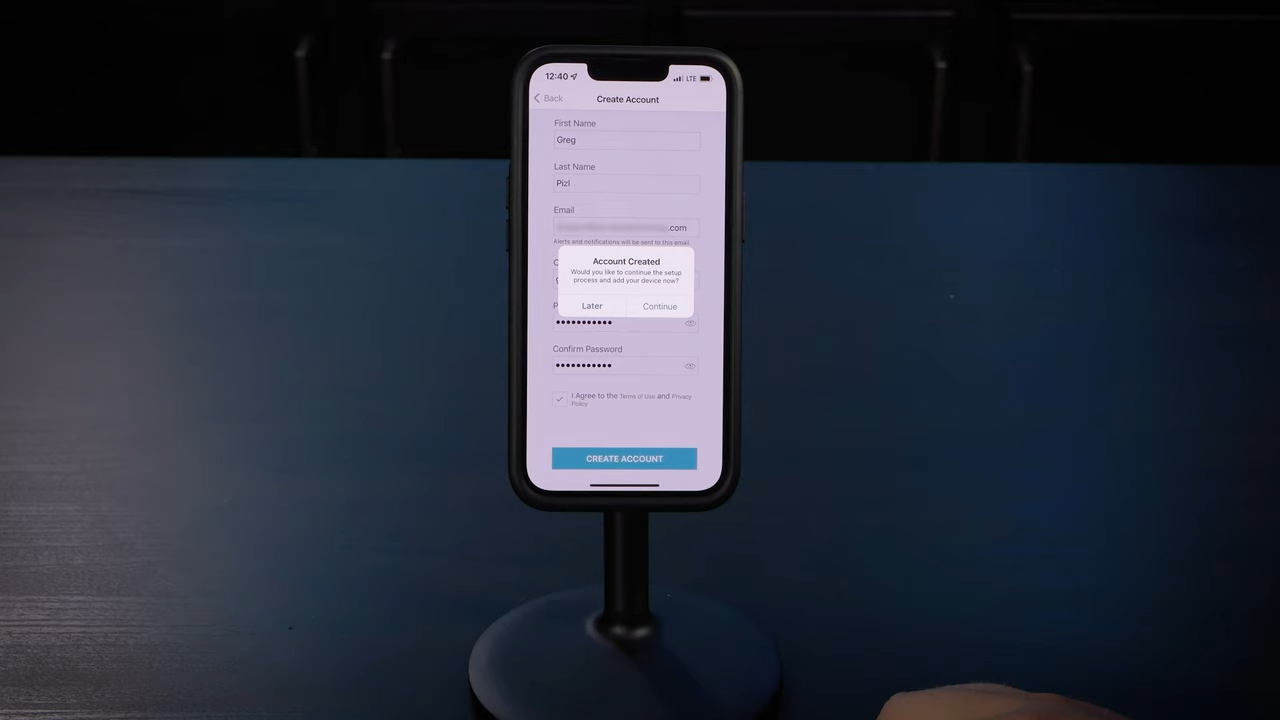 12:40
LTE
Back
Create Account
First Name
Greg
Last Name
Pizl
Email
.com
Alerts and notifications will be sent to this email.
Account Created
Would you like to continue the setup
process and add your device now?
Later
Continue
Confirm Password
I Agree to the Terms of Use and Privacy
Policy
CREATE ACCOUNT